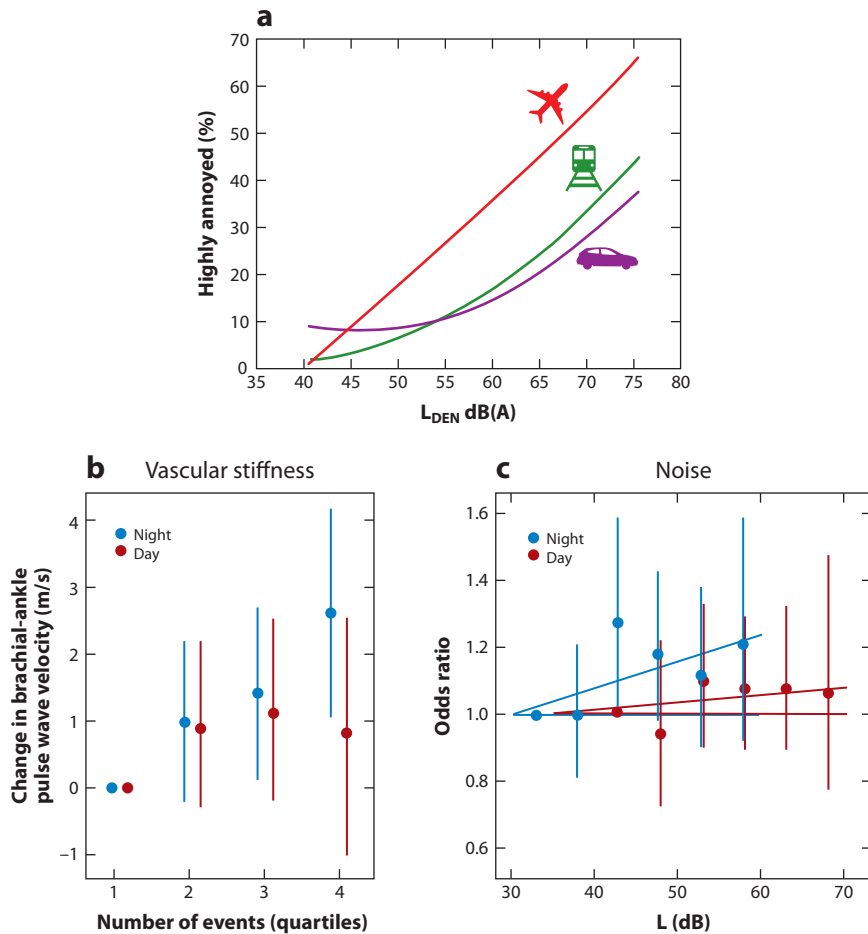 a
70
60
50
40
30
20
10
0
Highly annoyed (%)
35 45 50 55 60 65 70 75 80
L_DEN dB(A)
b Vascular stiffness
Night
Day
4
3
2
1
0
–1
Change in brachial-ankle
pulse wave velocity (m/s)
1 2 3 4
Number of events (quartiles)
c Noise
Night
Day
1.6
1.4
1.2
1.0
0.8
0.6
Odds ratio
30 40 50 60 70
L (dB)